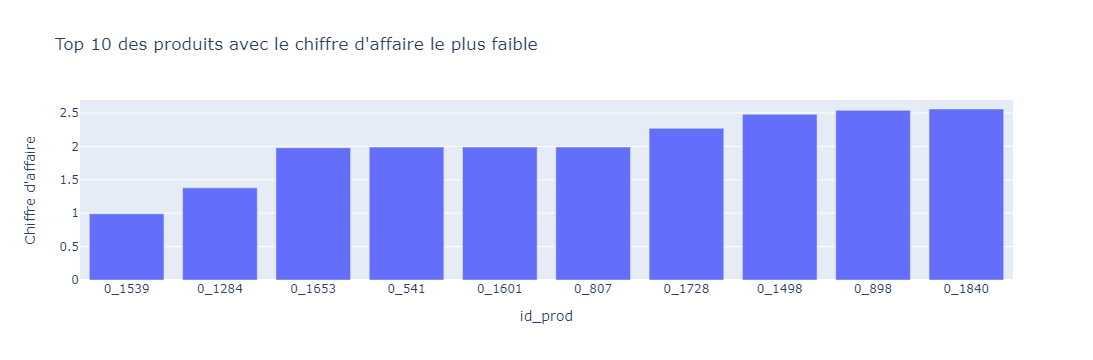 Top 10 des produits avec le chiffre d'affaire le plus faible
Chiffre d'affaire
2.5
2
1.5
1
0.5
0
0_1539 0_1284 0_1653 0_541 0_1601 0_807 0_1728 0_1498 0_898 0_1840
id_prod